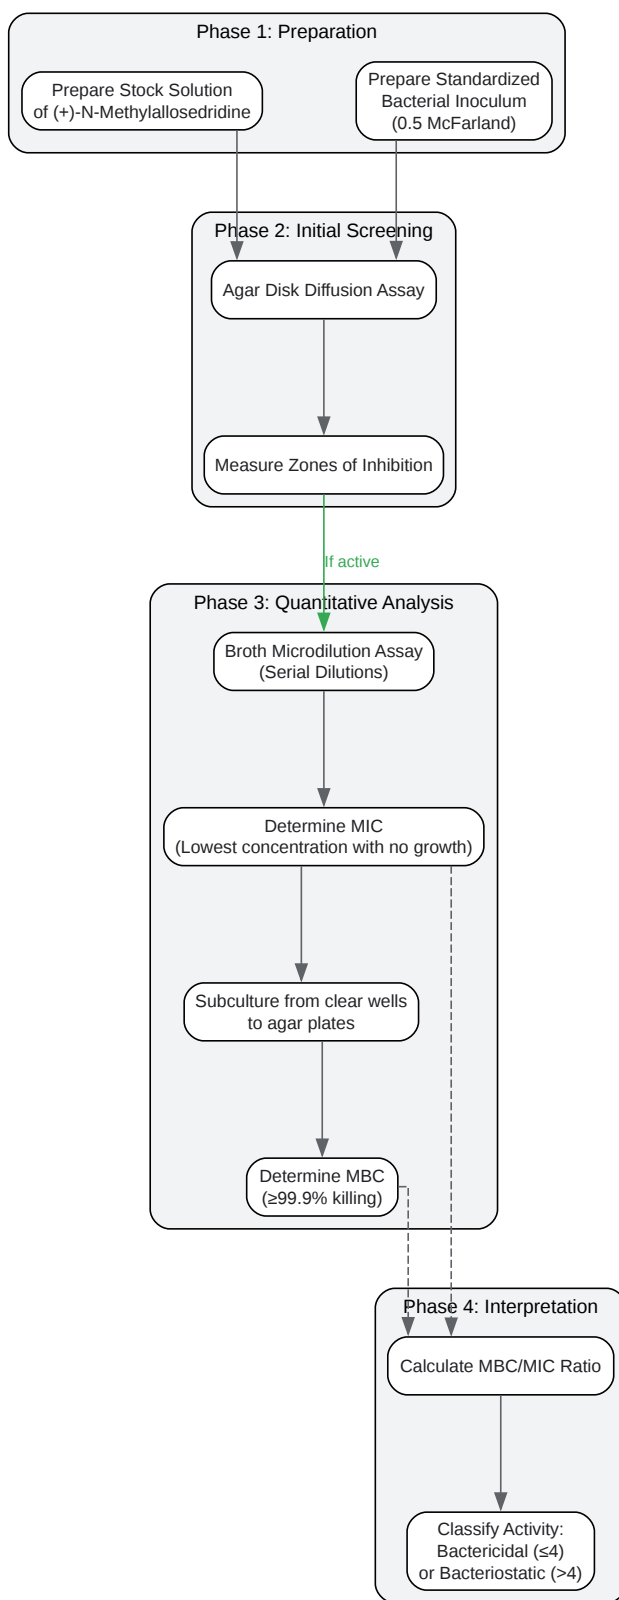 Phase 1: Preparation
Prepare Stock Solution
of (+)-N-Methylallosedridine
Prepare Standardized
Bacterial Inoculum
(0.5 McFarland)
Phase 2: Initial Screening
Agar Disk Diffusion Assay
Measure Zones of Inhibition
If active
Phase 3: Quantitative Analysis
Broth Microdilution Assay
(Serial Dilutions)
Determine MIC
(Lowest concentration with no growth)
Subculture from clear wells
to agar plates
Determine MBC
(≥99.9% killing)
Phase 4: Interpretation
Calculate MBC/MIC Ratio
Classify Activity:
Bactericidal (≤4)
or Bacteriostatic (>4)